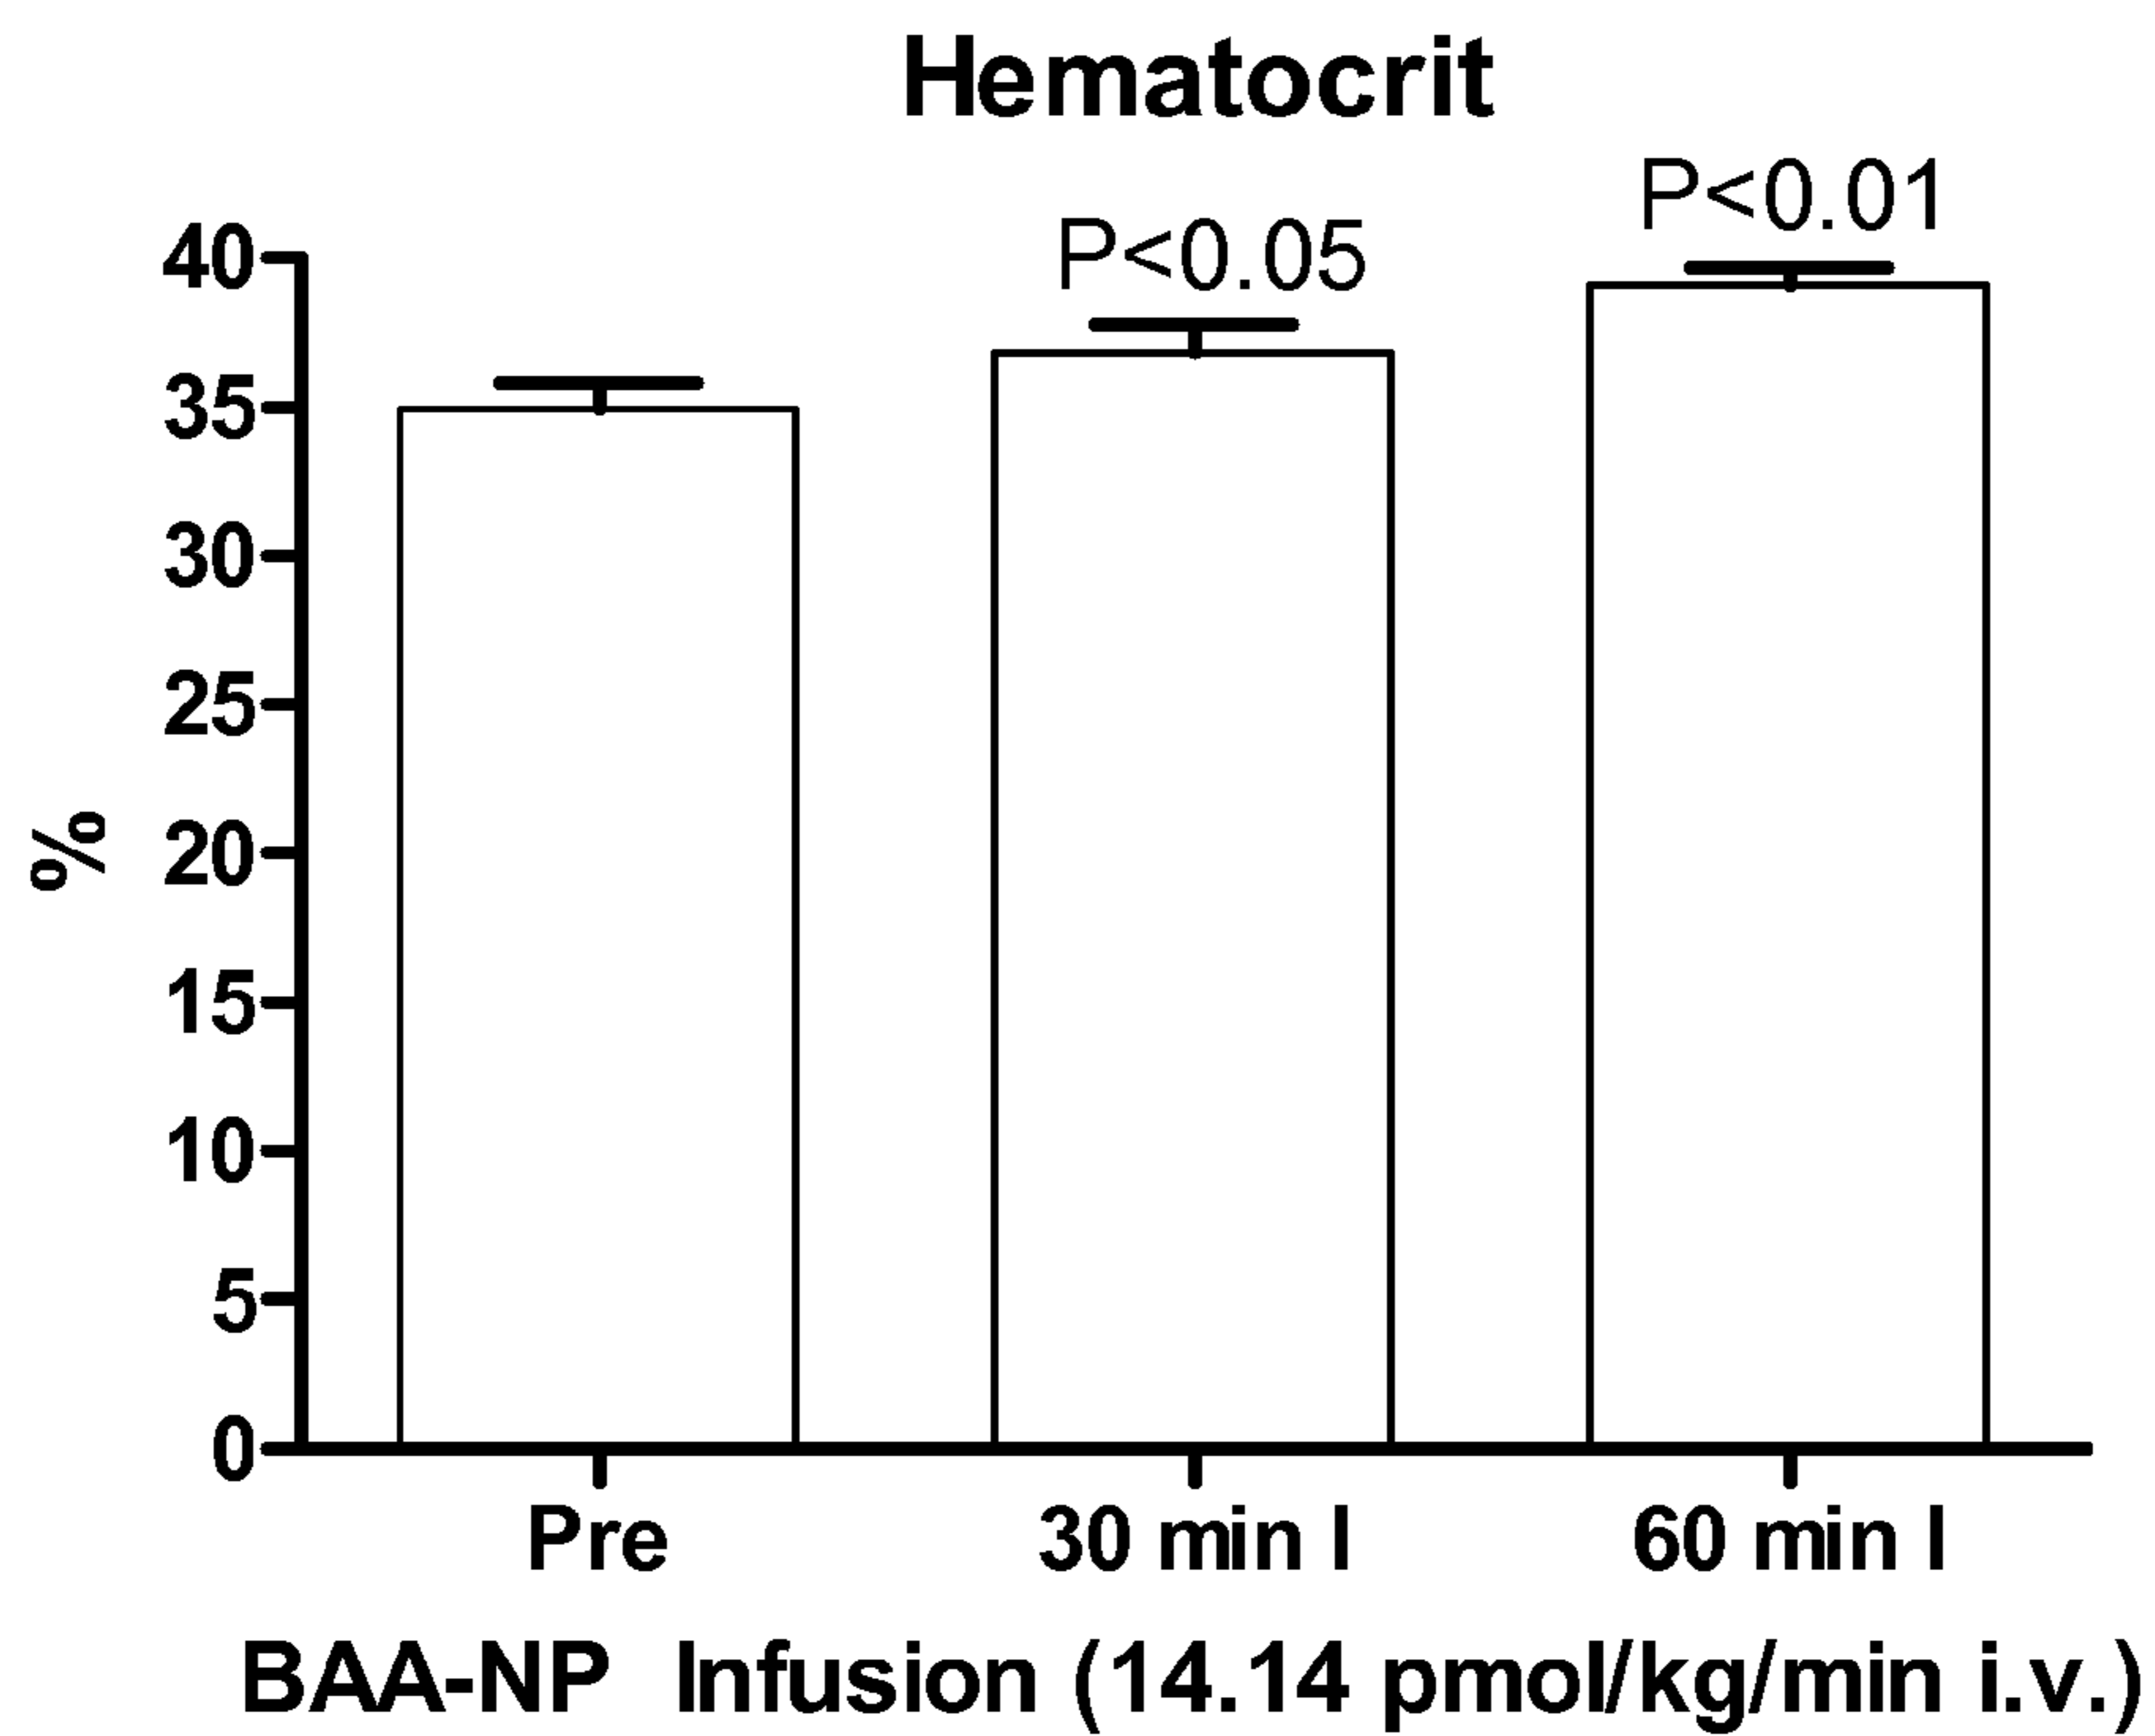 Hematocrit
P<0.01
P<0.05
40
35
30
25
20
15
10
5
0
%
Pre 30 min I 60 min I
BAA-NP Infusion (14.14 pmol/kg/min i.v.)